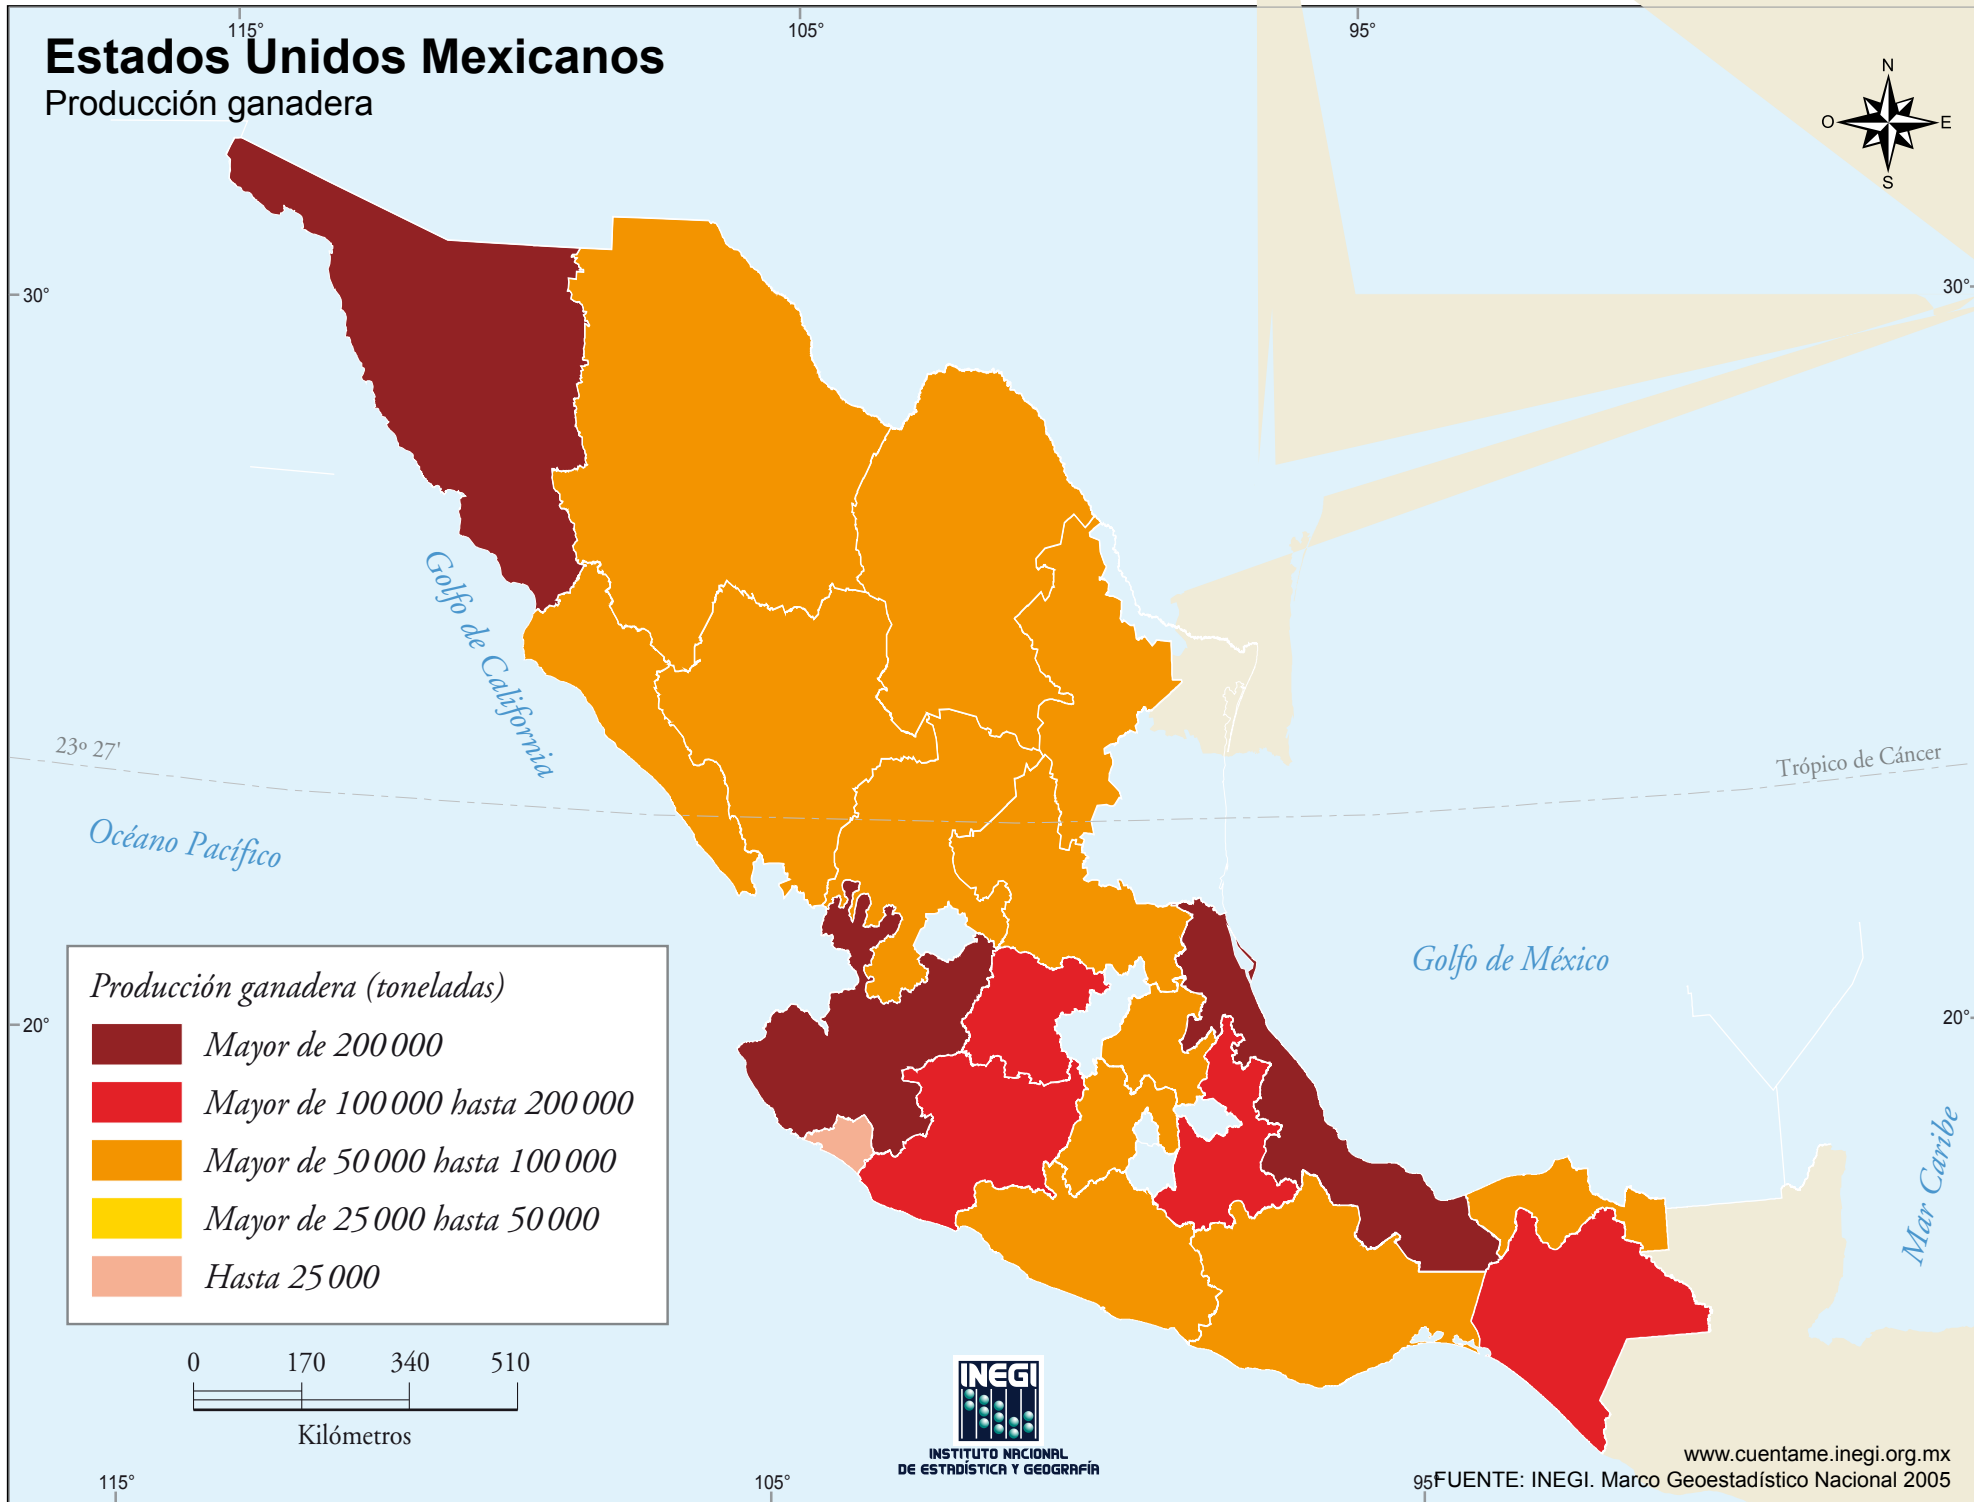 115°
105°
95°
Estados Unidos Mexicanos
Producción ganadera
N
O
E
S
30°
30°
Golfo de California
23º 27'
Trópico de Cáncer
Océano Pacífico
Golfo de México
Producción ganadera (toneladas)
Mayor de 200 000
Mayor de 100 000 hasta 200 000
Mayor de 50 000 hasta 100 000
Mayor de 25 000 hasta 50 000
Hasta 25 000
20°
20°
Mar Caribe
0 170 340 510
Kilómetros
INEGI
INSTITUTO NACIONAL
DE ESTADÍSTICA Y GEOGRAFÍA
www.cuentame.inegi.org.mx
FUENTE: INEGI. Marco Geoestadístico Nacional 2005
115°
105°
95°